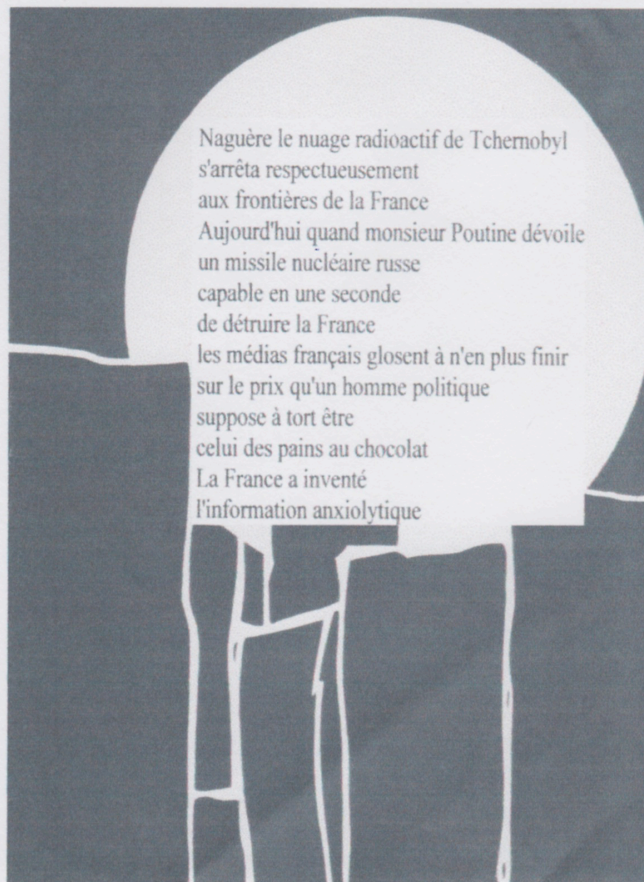 Naguère le nuage radioactif de Tchernobyl
s'arrêta respectueusement
aux frontières de la France
Aujourd'hui quand monsieur Poutine dévoile
un missile nucléaire russe
capable en une seconde
de détruire la France
les médias français glosent à n'en plus finir
sur le prix qu'un homme politique
suppose à tort être
celui des pains au chocolat
La France a inventé
l'information anxiolytique